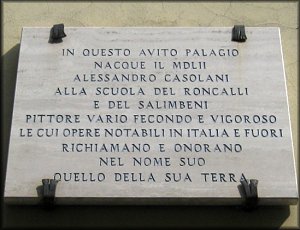 IN QUESTO AVITO PALAGIO
NACQUE IL MDLII
ALESSANDRO CASOLANI
ALLA SCUOLA DEL RONCALLI
E DEL SALIMBENI
PITTORE VARIO FECONDO E VIGOROSO
LE CUI OPERE NOTABILI IN ITALIA E FUORI
RICHIAMANO E ONORANO
NEL NOME SUO
QUELLO DELLA SUA TERRA